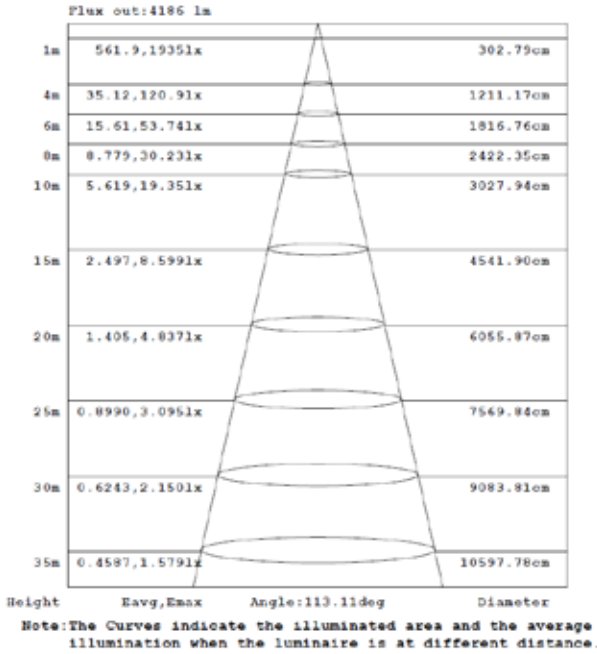 Flux out:4186 lm
1m 561.9,1935lx 302.79cm
4m 35.12,120.9lx 1211.17cm
6m 15.61,53.74lx 1816.76cm
8m 8.779,30.23lx 2422.35cm
10m 5.619,19.35lx 3027.94cm
15m 2.497,8.599lx 4541.90cm
20m 1.405,4.837lx 6055.87cm
25m 0.8990,3.095lx 7569.84cm
30m 0.6243,2.150lx 9083.81cm
35m 0.4587,1.579lx 10597.78cm
Height Eavg,Emax Angle:113.11deg Diameter
Note:The Curves indicate the illuminated area and the average
illumination when the luminaire is at different distance.